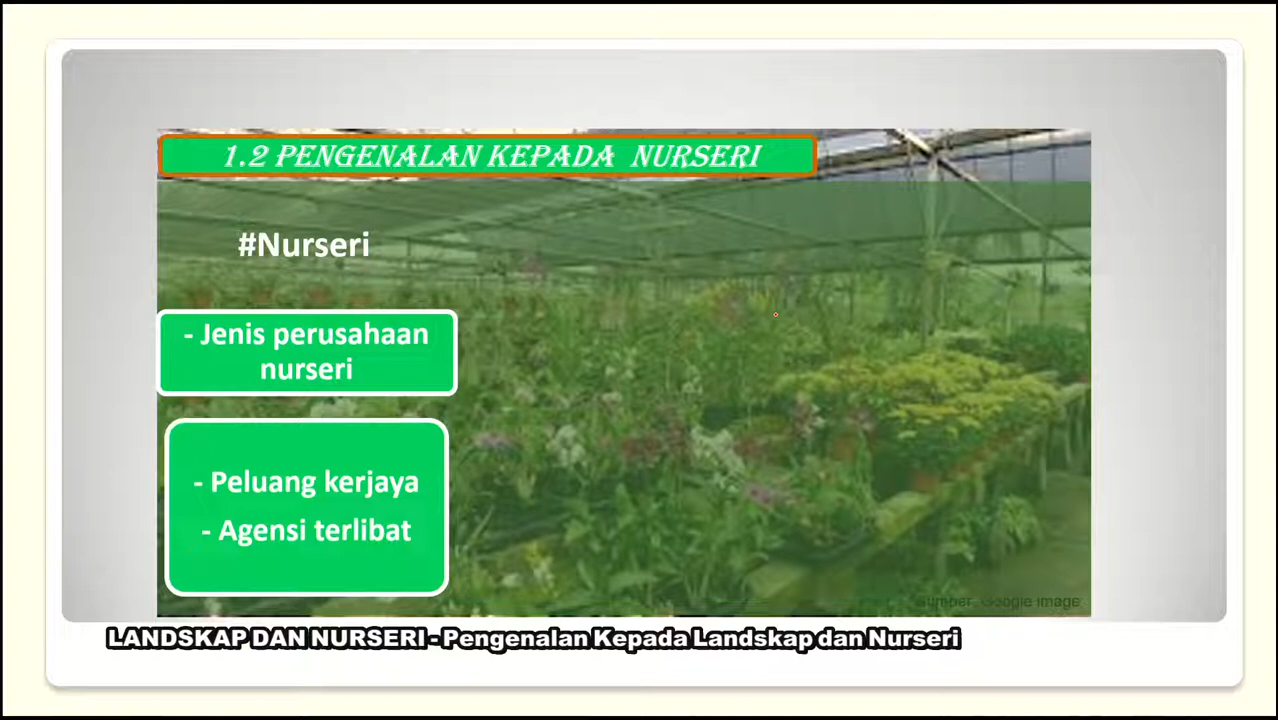 1.2 PENGENALAN KEPADA NURSERI
#Nurseri
- Jenis perusahaan
nurseri
- Peluang kerjaya
- Agensi terlibat
Sumber: Google Image
LANDSKAP DAN NURSERI - Pengenalan Kepada Landskap dan Nurseri